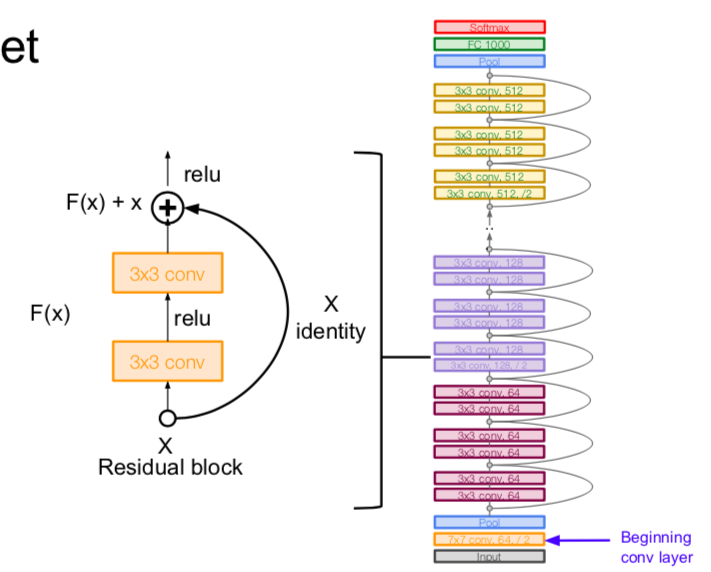 et
relu
F(x) + x
3x3 conv
F(x)
relu
3x3 conv
X
identity
X
Residual block
Softmax
FC 1000
Pool
3x3 conv, 512
3x3 conv, 512
3x3 conv, 512
3x3 conv, 512
3x3 conv, 512
3x3 conv, 512, /2
..
3x3 conv, 128
3x3 conv, 128
3x3 conv, 128
3x3 conv, 128
3x3 conv, 128
3x3 conv, 128, / 2
3x3 conv, 64
3x3 conv, 64
3x3 conv, 64
3x3 conv, 64
3x3 conv, 64
3x3 conv, 64
Pool
7x7 conv, 64, / 2
Input
Beginning
conv layer